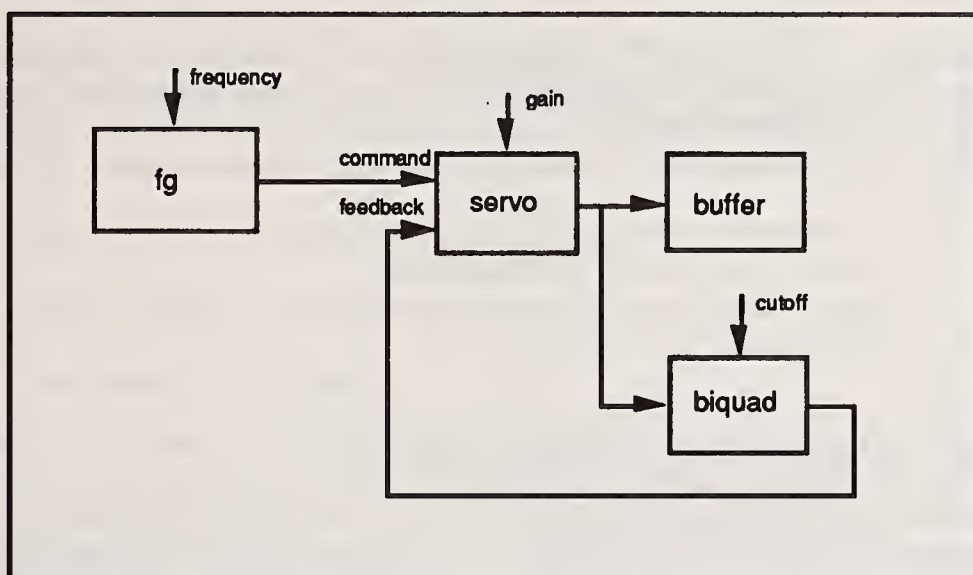 frequency
gain
fg
command
feedback
servo
buffer
cutoff
biquad